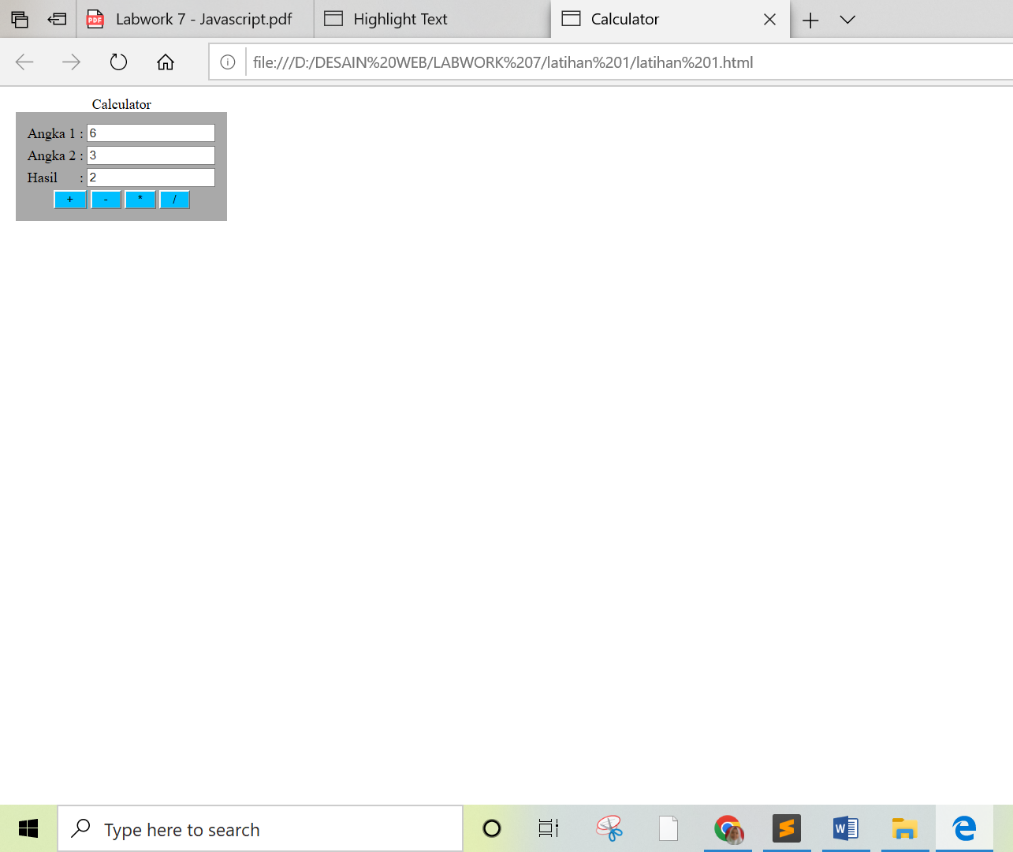 Labwork 7 - Javascript.pdf Highlight Text Calculator
file:///D:/DESAIN%20WEB/LABWORK%207/latihan%201/latihan%201.html
Calculator
Angka 1 : 6
Angka 2 : 3
Hasil : 2
+ - * /
Type here to search